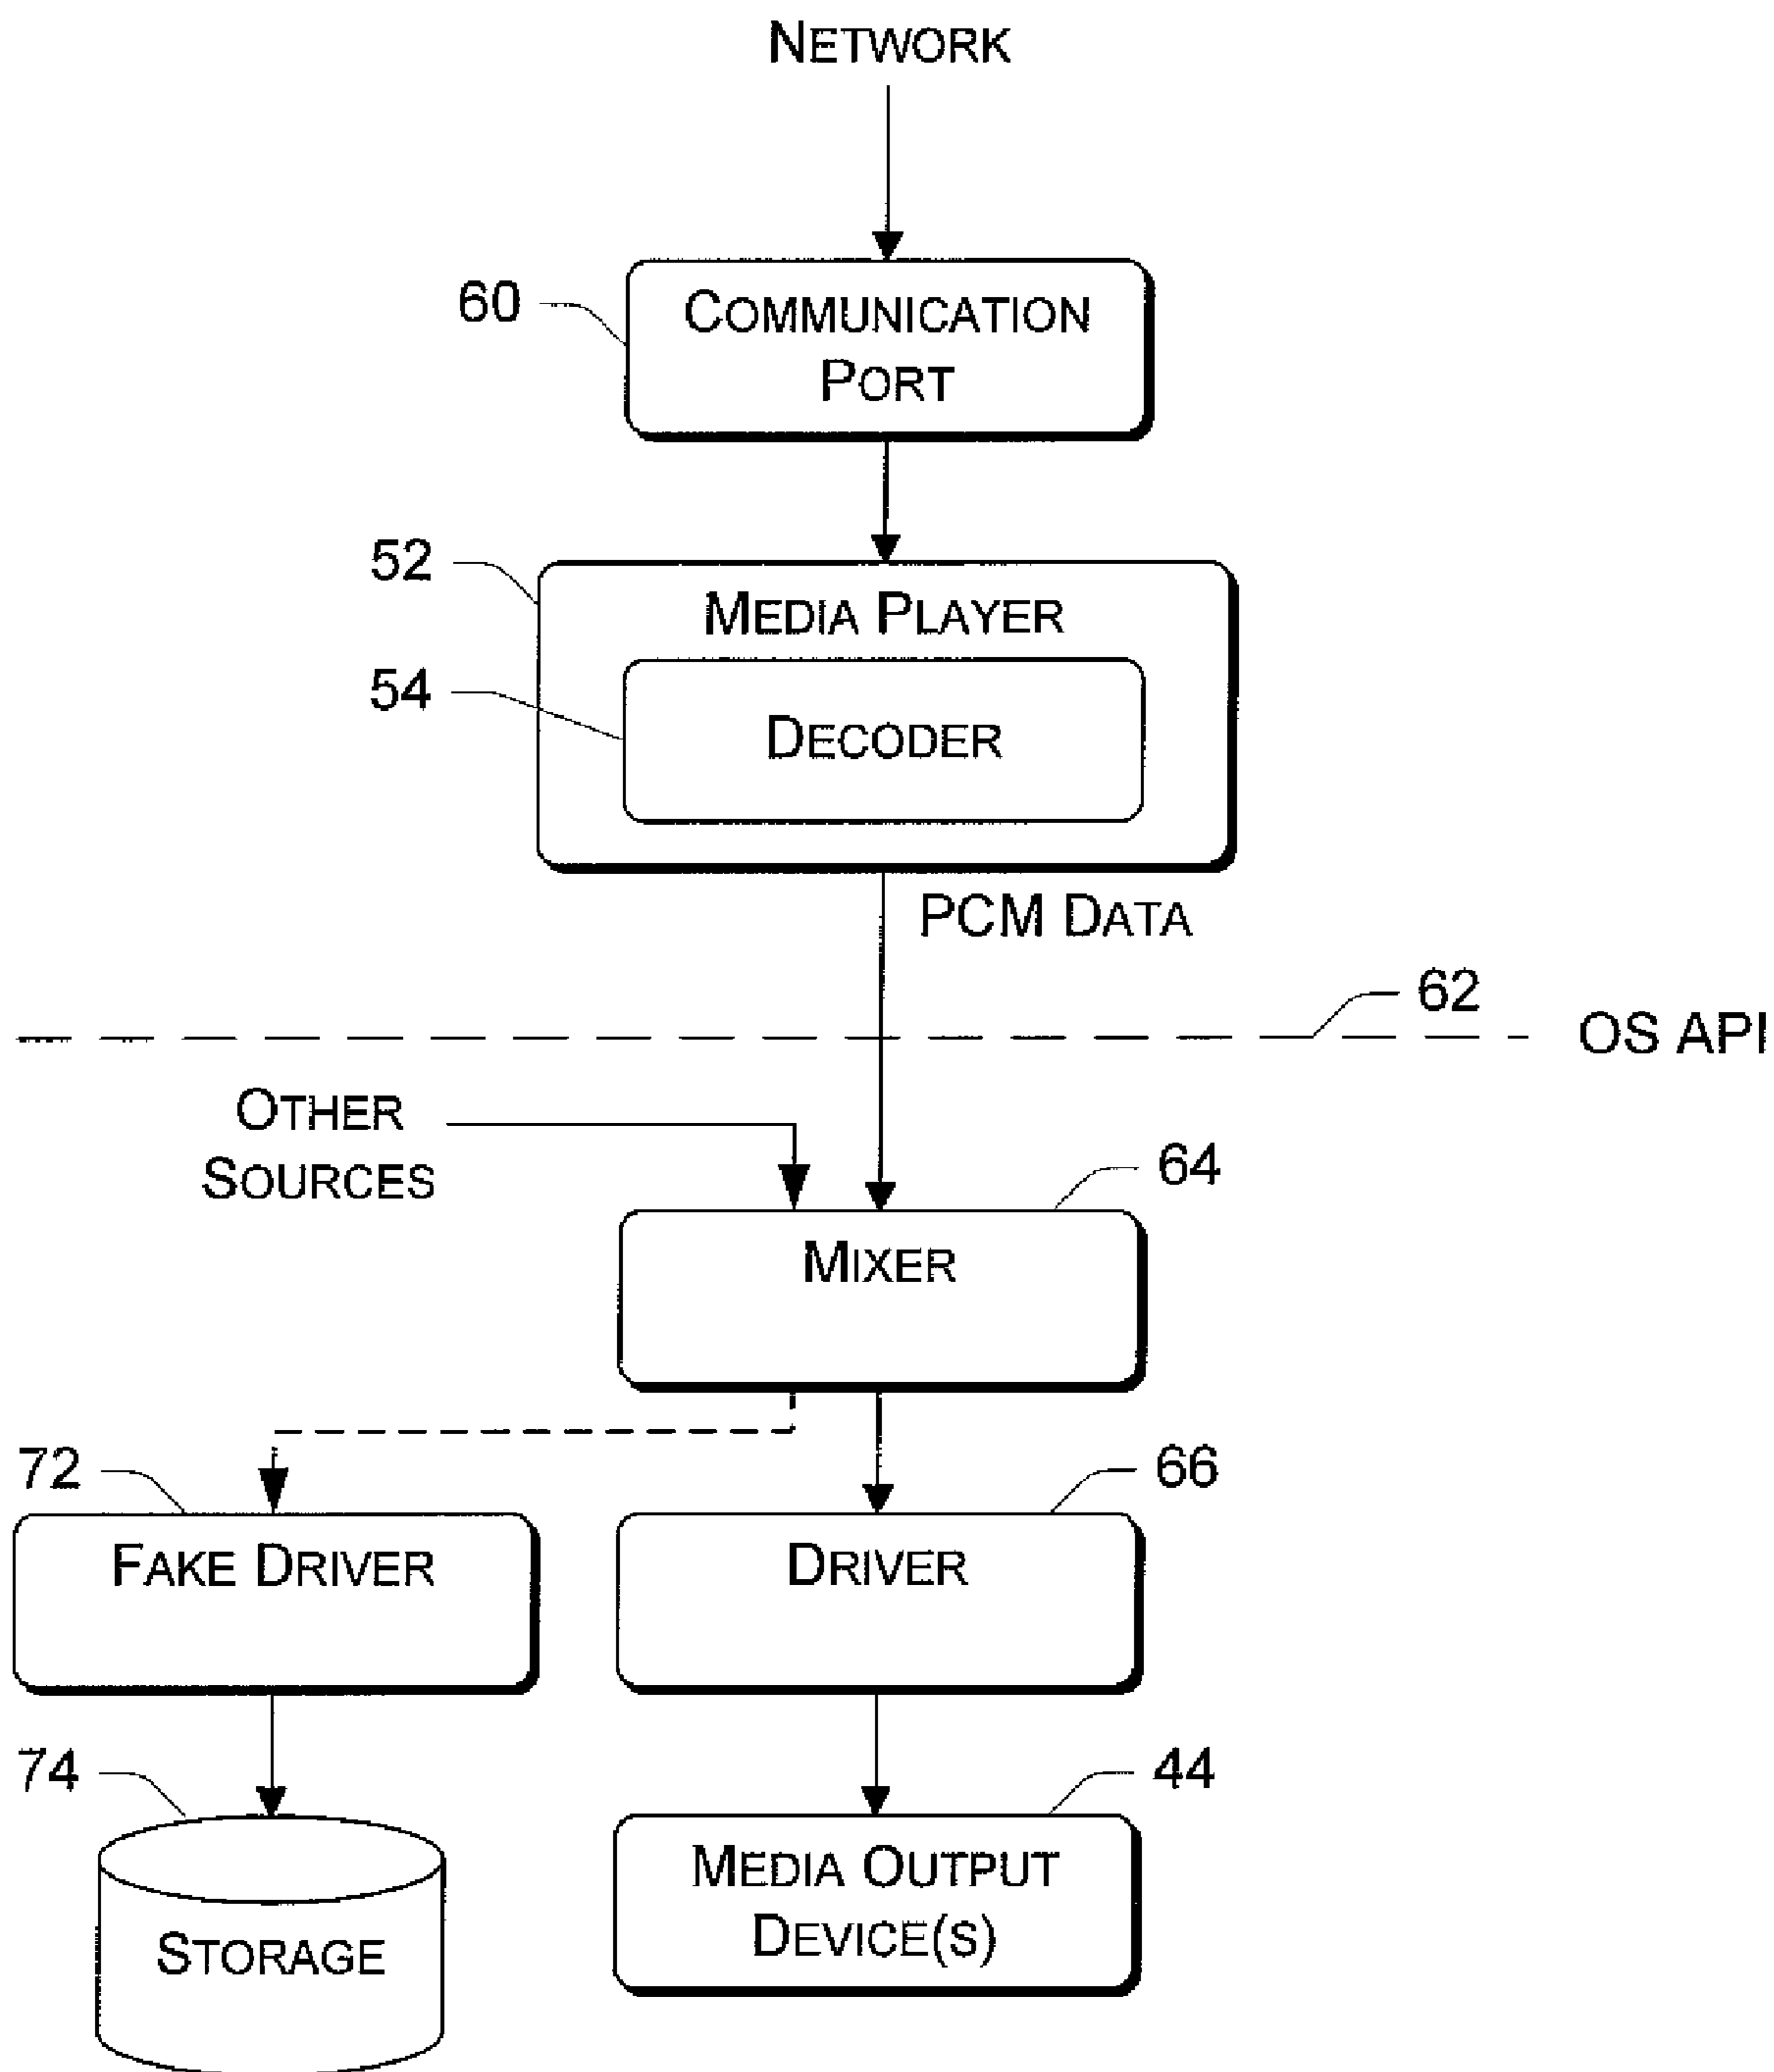 NETWORK
60
COMMUNICATION
PORT
52
MEDIA PLAYER
54
DECODER
PCM DATA
62
OS API
OTHER
SOURCES
64
MIXER
72
66
FAKE DRIVER
DRIVER
74
44
MEDIA OUTPUT
DEVICE(S)
STORAGE